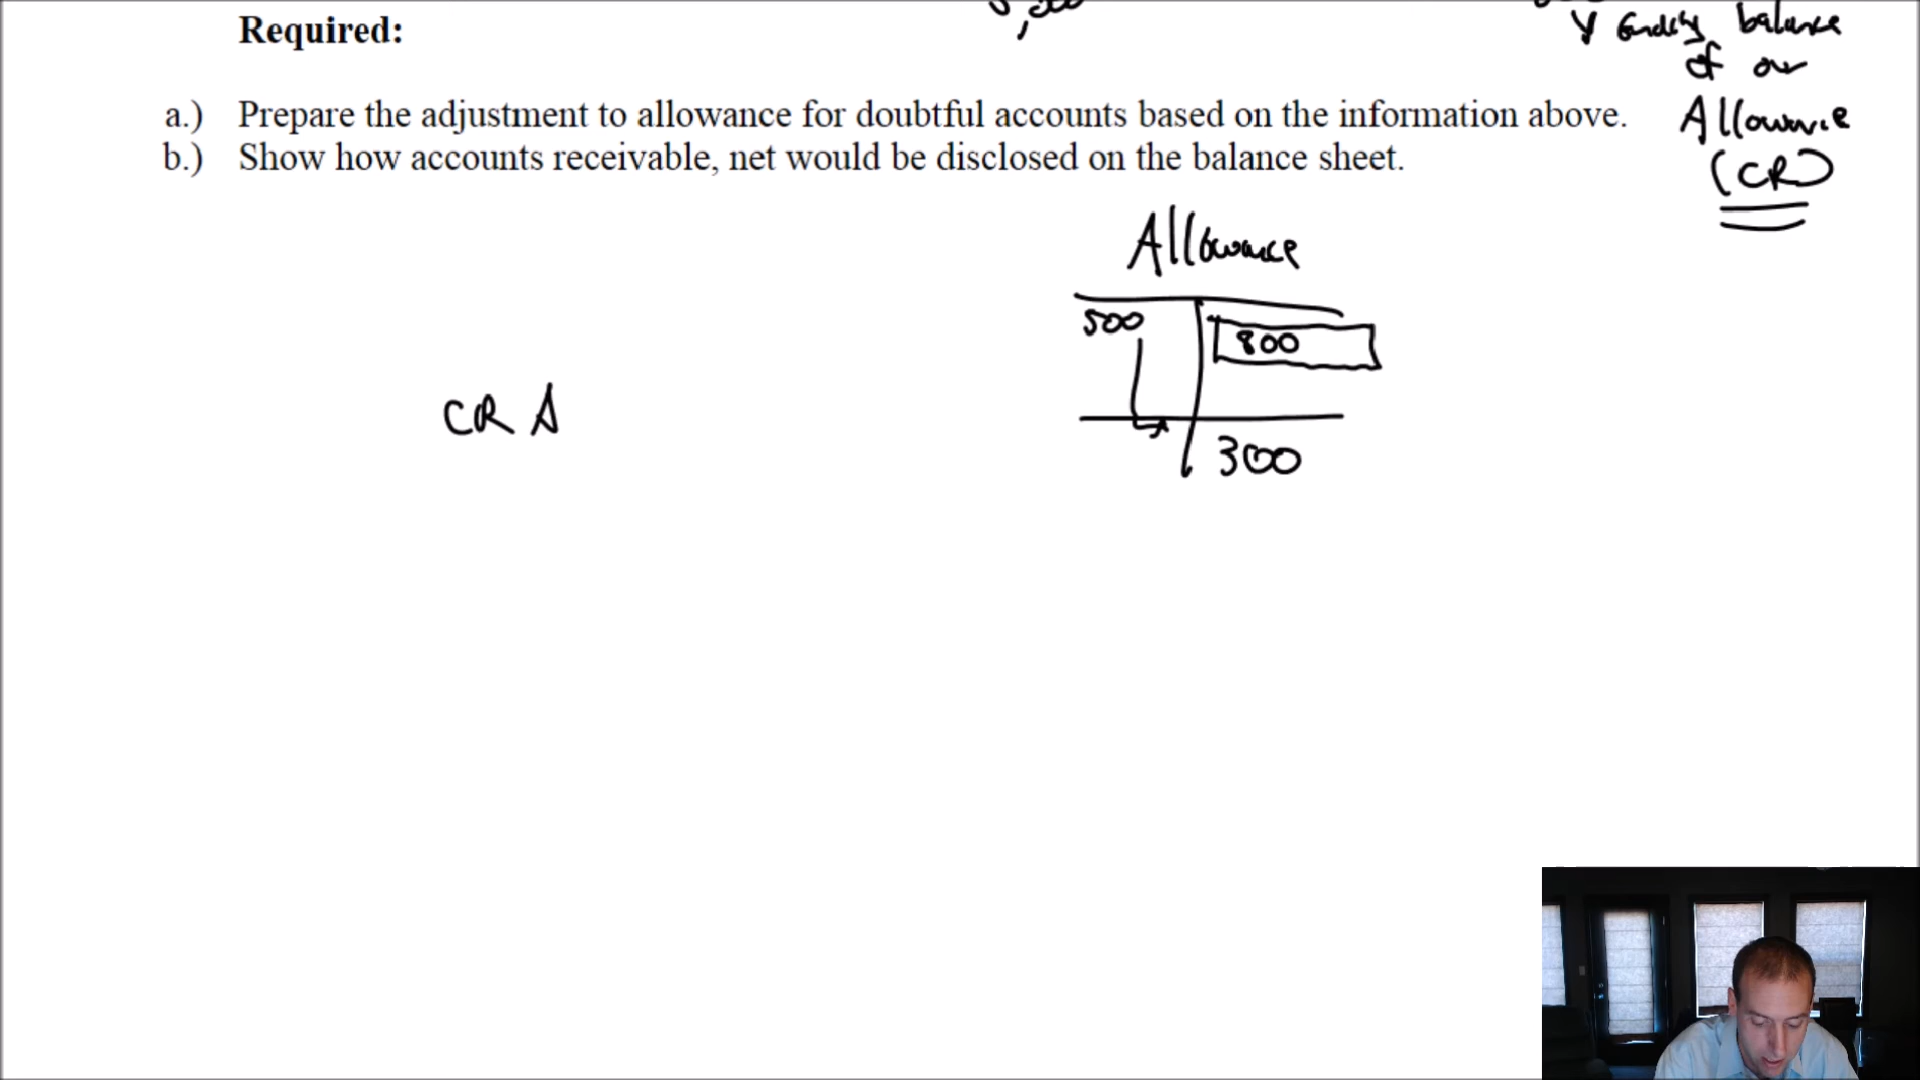 Required:
a.) Prepare the adjustment to allowance for doubtful accounts based on the information above.
b.) Show how accounts receivable, net would be disclosed on the balance sheet.
Ending balance
of our
Allowance
(CR)
Allowance
500
800
300
CR A